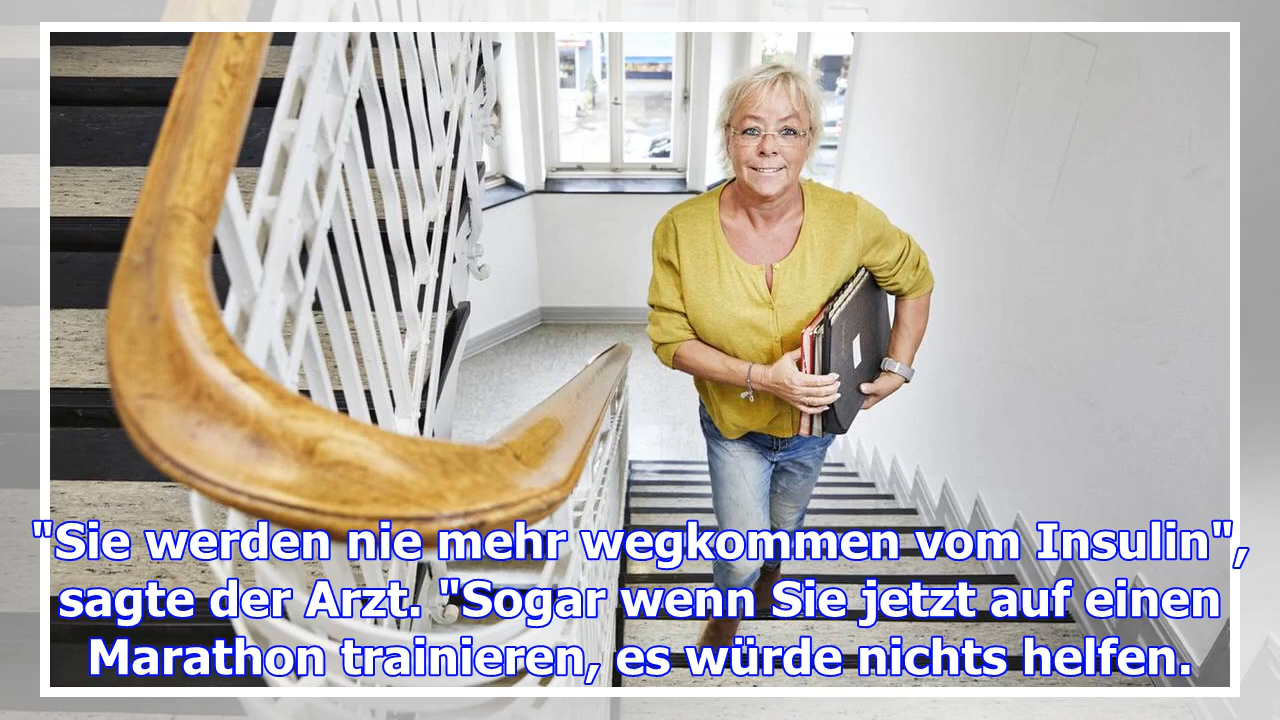 "Sie werden nie mehr wegkommen vom Insulin",
sagte der Arzt. "Sogar wenn Sie jetzt auf einen
Marathon trainieren, es würde nichts helfen.